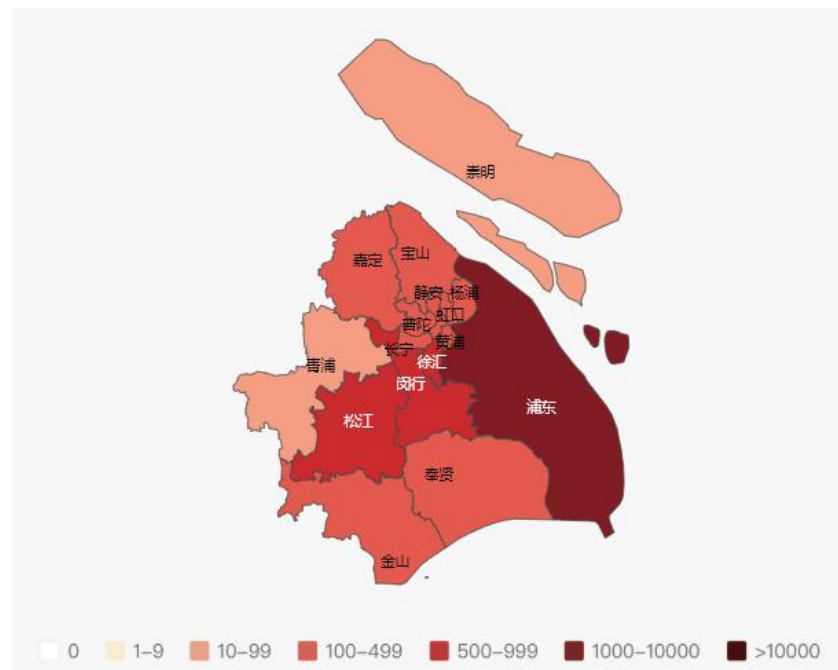 崇明
宝山
嘉定
静安 杨浦
虹口
普陀
黄浦
长宁
徐汇
青浦
闵行
浦东
松江
奉贤
金山
0 1-9 10-99 100-499 500-999 1000-10000 >10000